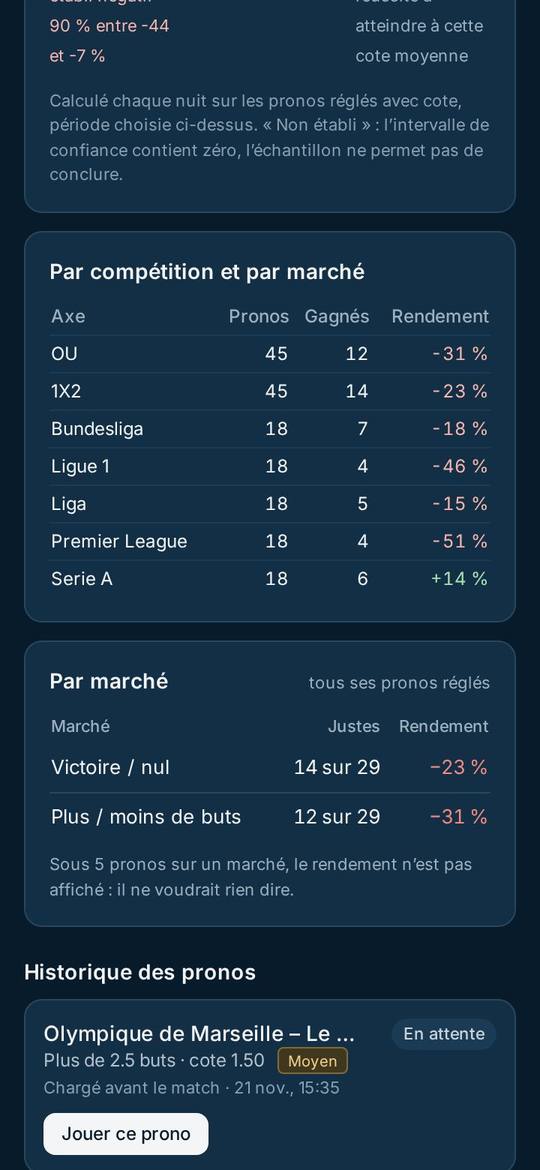 90 % entre -44
et -7 %
atteindre à cette
cote moyenne
Calculé chaque nuit sur les pronos réglés avec cote,
période choisie ci-dessus. « Non établi » : l’intervalle de
confiance contient zéro, l’échantillon ne permet pas de
conclure.
Par compétition et par marché
Axe Pronos Gagnés Rendement
OU 45 12 -31 %
1X2 45 14 -23 %
Bundesliga 18 7 -18 %
Ligue 1 18 4 -46 %
Liga 18 5 -15 %
Premier League 18 4 -51 %
Serie A 18 6 +14 %
Par marché tous ses pronos réglés
Marché Justes Rendement
Victoire / nul 14 sur 29 −23 %
Plus / moins de buts 12 sur 29 −31 %
Sous 5 pronos sur un marché, le rendement n’est pas
affiché : il ne voudrait rien dire.
Historique des pronos
Olympique de Marseille – Le ... En attente
Plus de 2.5 buts · cote 1.50 Moyen
Chargé avant le match · 21 nov., 15:35
Jouer ce prono